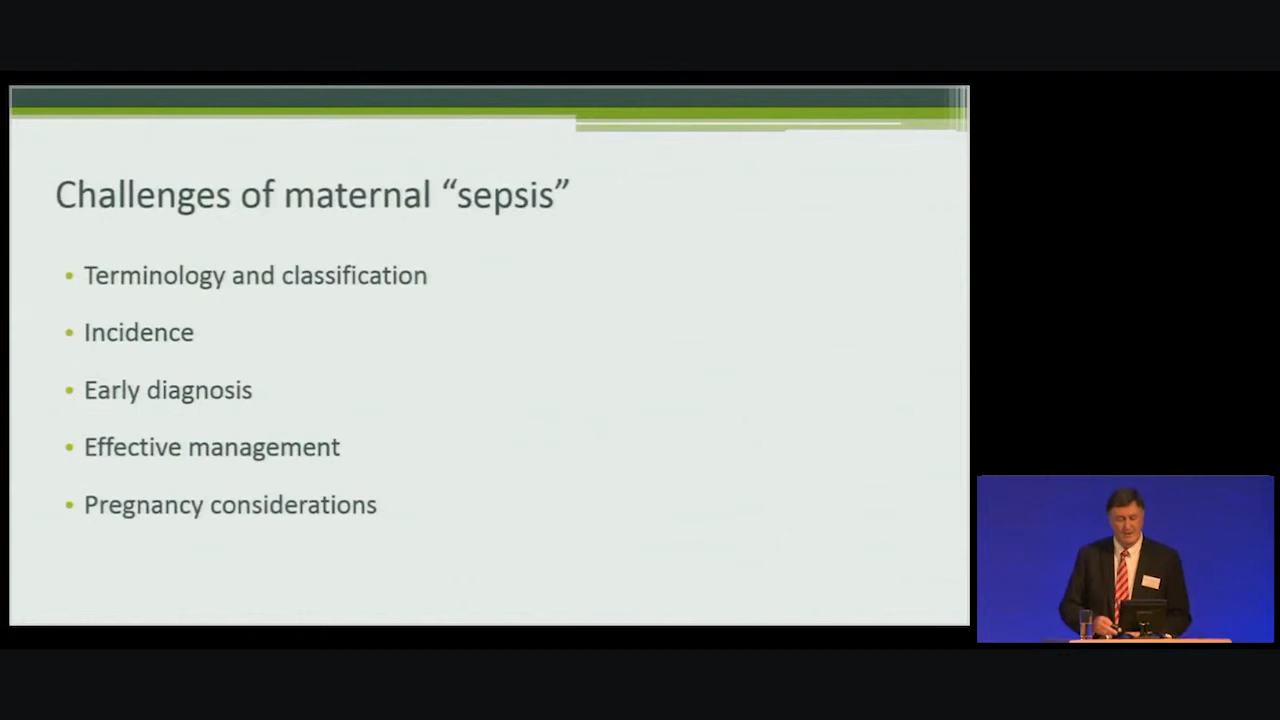 Challenges of maternal “sepsis”
• Terminology and classification
• Incidence
• Early diagnosis
• Effective management
• Pregnancy considerations